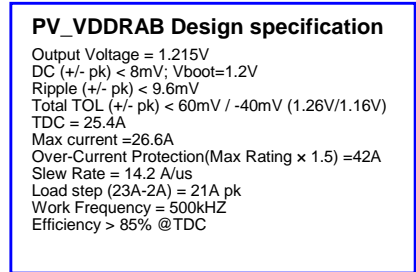 PV_VDDRAB Design specification
Output Voltage = 1.215V
DC (+/- pk) < 8mV; Vboot=1.2V
Ripple (+/- pk) < 9.6mV
Total TOL (+/- pk) < 60mV / -40mV (1.26V/1.16V)
TDC = 25.4A
Max current =26.6A
Over-Current Protection(Max Rating × 1.5) =42A
Slew Rate = 14.2 A/us
Load step (23A-2A) = 21A pk
Work Frequency = 500kHZ
Efficiency > 85% @TDC